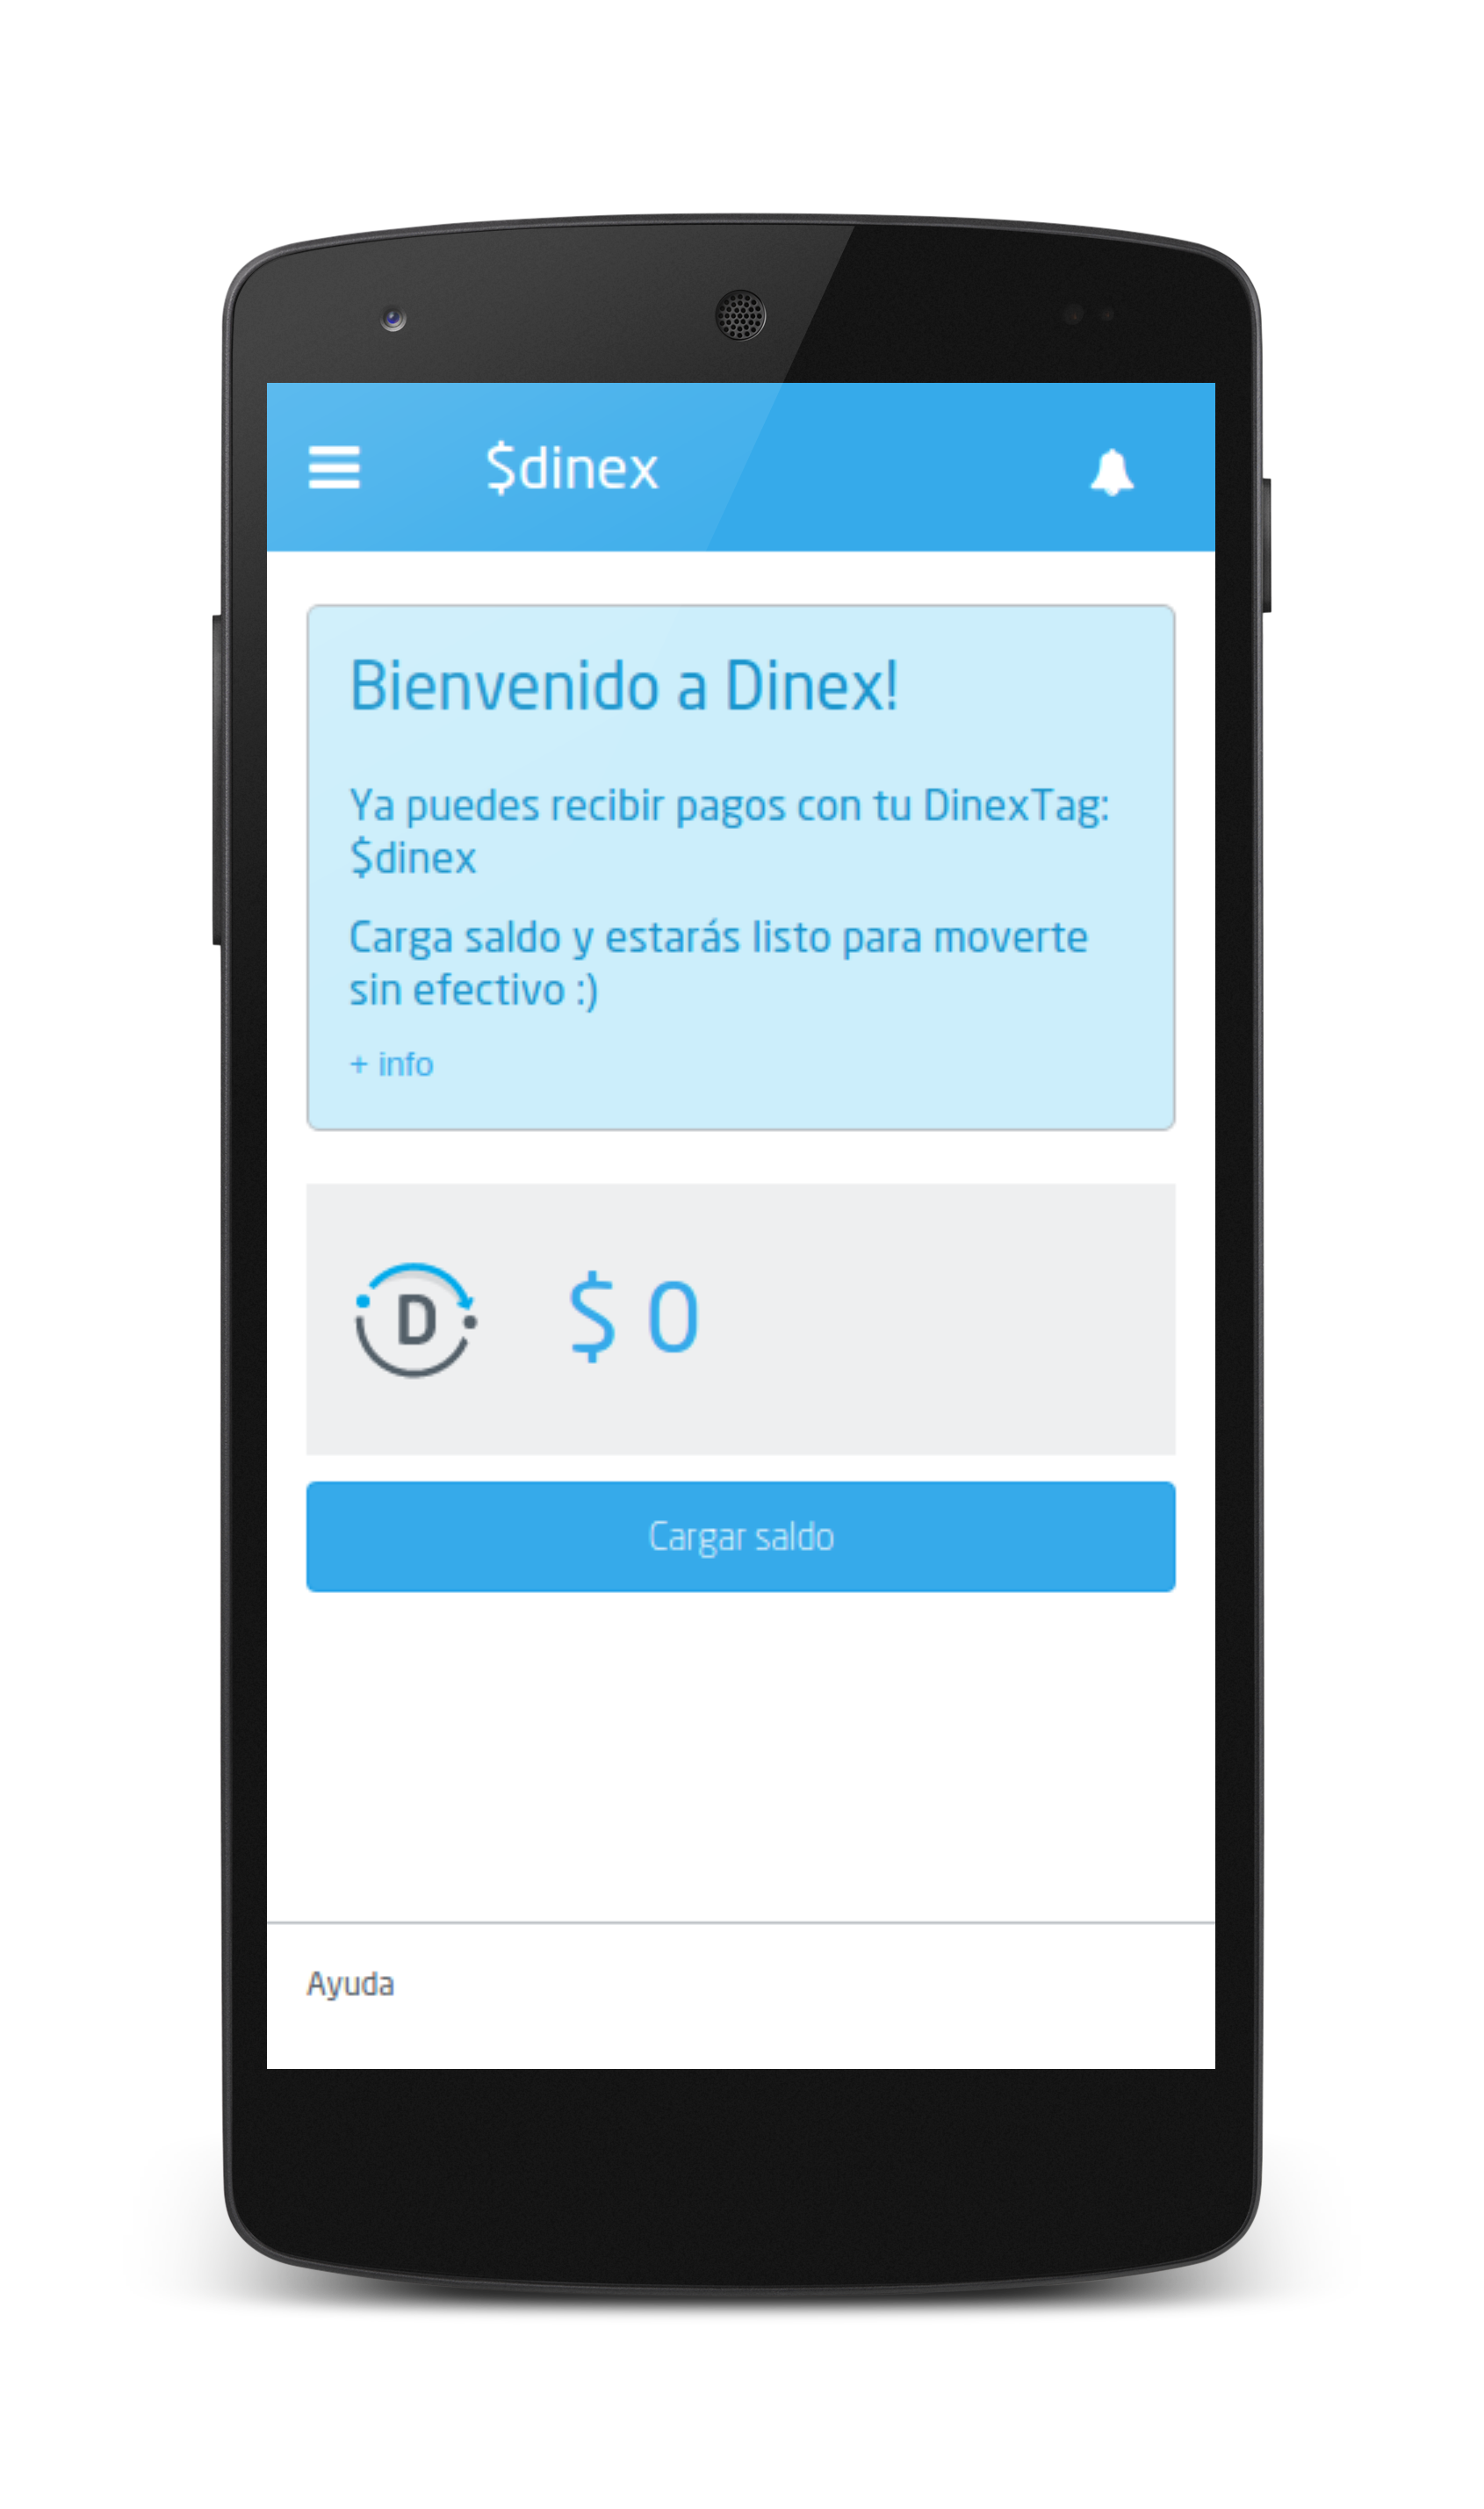 $dinex
Bienvenido a Dinex!
Ya puedes recibir pagos con tu DinexTag:
$dinex
Carga saldo y estarás listo para moverte
sin efectivo :)
+ info
D
$ 0
Cargar saldo
Ayuda